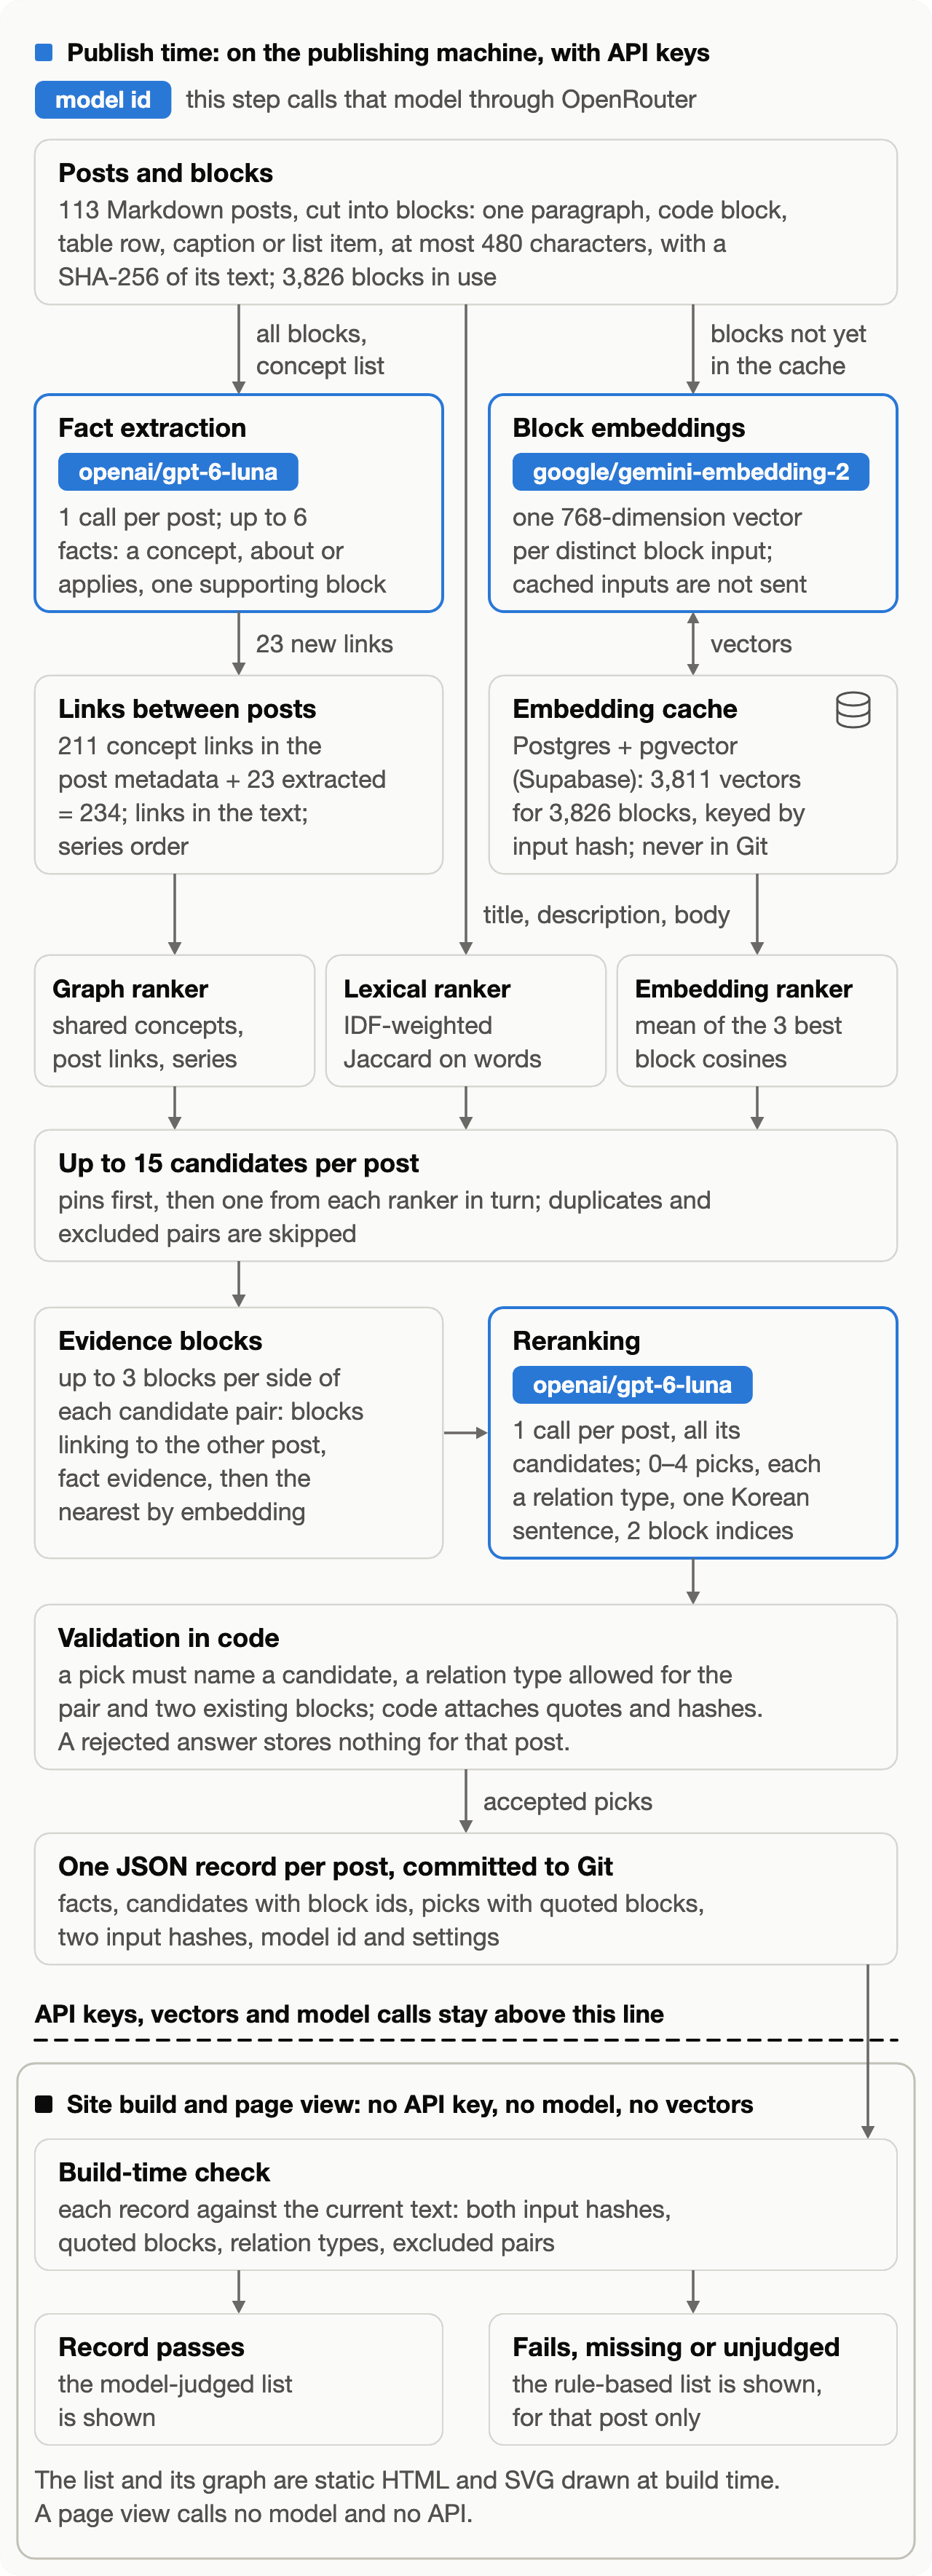 Publish time: on the publishing machine, with API keys
model id this step calls that model through OpenRouter
Posts and blocks
113 Markdown posts, cut into blocks: one paragraph, code block,
table row, caption or list item, at most 480 characters, with a
SHA-256 of its text; 3,826 blocks in use
all blocks,
concept list
blocks not yet
in the cache
Fact extraction
openai/gpt-6-luna
1 call per post; up to 6
facts: a concept, about or
applies, one supporting block
Block embeddings
google/gemini-embedding-2
one 768-dimension vector
per distinct block input;
cached inputs are not sent
23 new links
vectors
Links between posts
211 concept links in the
post metadata + 23 extracted
= 234; links in the text;
series order
Embedding cache
Postgres + pgvector
(Supabase): 3,811 vectors
for 3,826 blocks, keyed by
input hash; never in Git
title, description, body
Graph ranker
shared concepts,
post links, series
Lexical ranker
IDF-weighted
Jaccard on words
Embedding ranker
mean of the 3 best
block cosines
Up to 15 candidates per post
pins first, then one from each ranker in turn; duplicates and
excluded pairs are skipped
Evidence blocks
up to 3 blocks per side of
each candidate pair: blocks
linking to the other post,
fact evidence, then the
nearest by embedding
Reranking
openai/gpt-6-luna
1 call per post, all its
candidates; 0–4 picks, each
a relation type, one Korean
sentence, 2 block indices
Validation in code
a pick must name a candidate, a relation type allowed for the
pair and two existing blocks; code attaches quotes and hashes.
A rejected answer stores nothing for that post.
accepted picks
One JSON record per post, committed to Git
facts, candidates with block ids, picks with quoted blocks,
two input hashes, model id and settings
API keys, vectors and model calls stay above this line
Site build and page view: no API key, no model, no vectors
Build-time check
each record against the current text: both input hashes,
quoted blocks, relation types, excluded pairs
Record passes
the model-judged list
is shown
Fails, missing or unjudged
the rule-based list is shown,
for that post only
The list and its graph are static HTML and SVG drawn at build time.
A page view calls no model and no API.